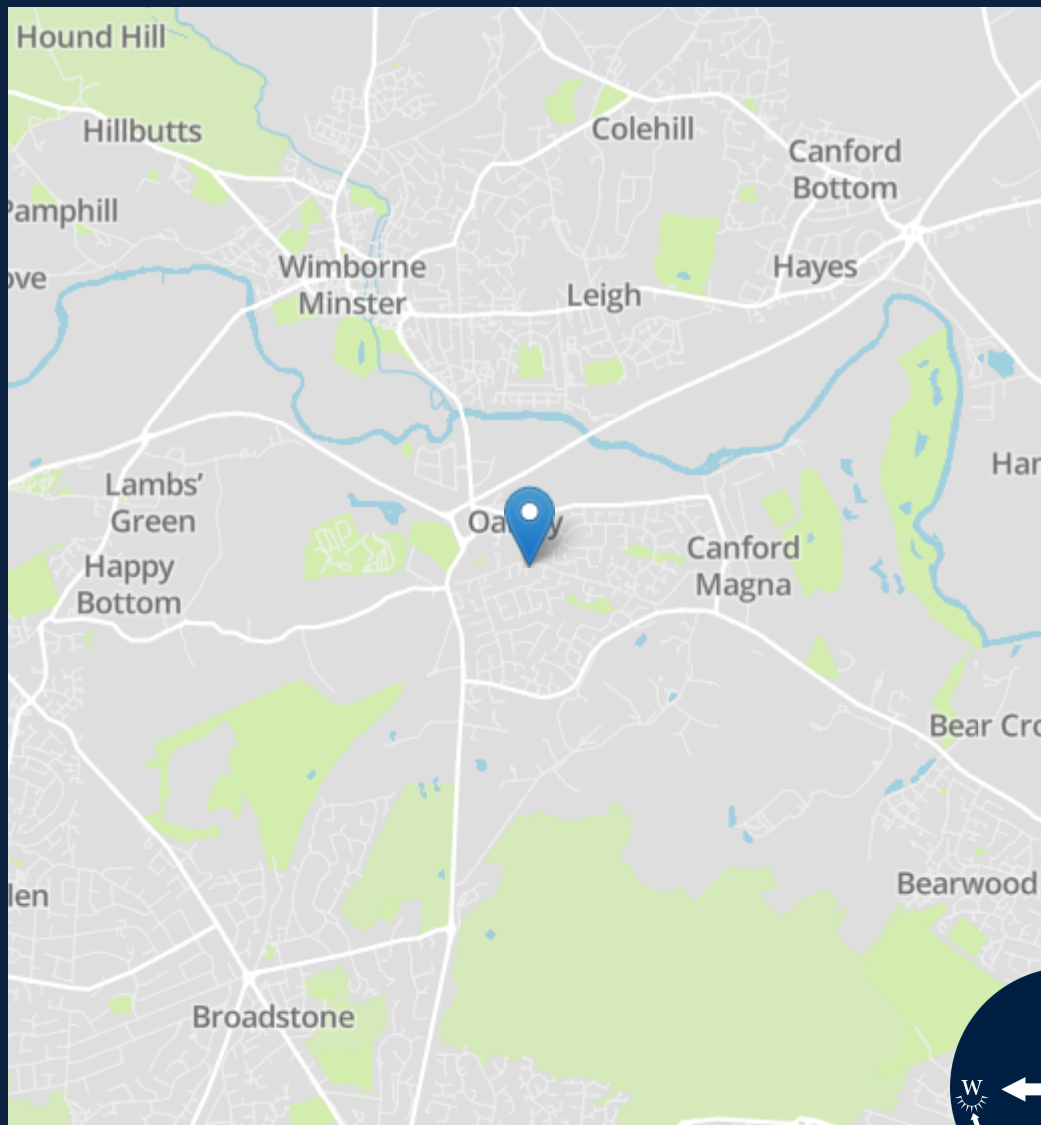 Hound Hill
Hillbutts
Colehill
Canford
Bottom
Pamphill
ove
Wimborne
Minster
Leigh
Hayes
Lambs'
Green
Happy
Bottom
Canford
Magna
Har
Bear Cro
len
Bearwood
Broadstone
W